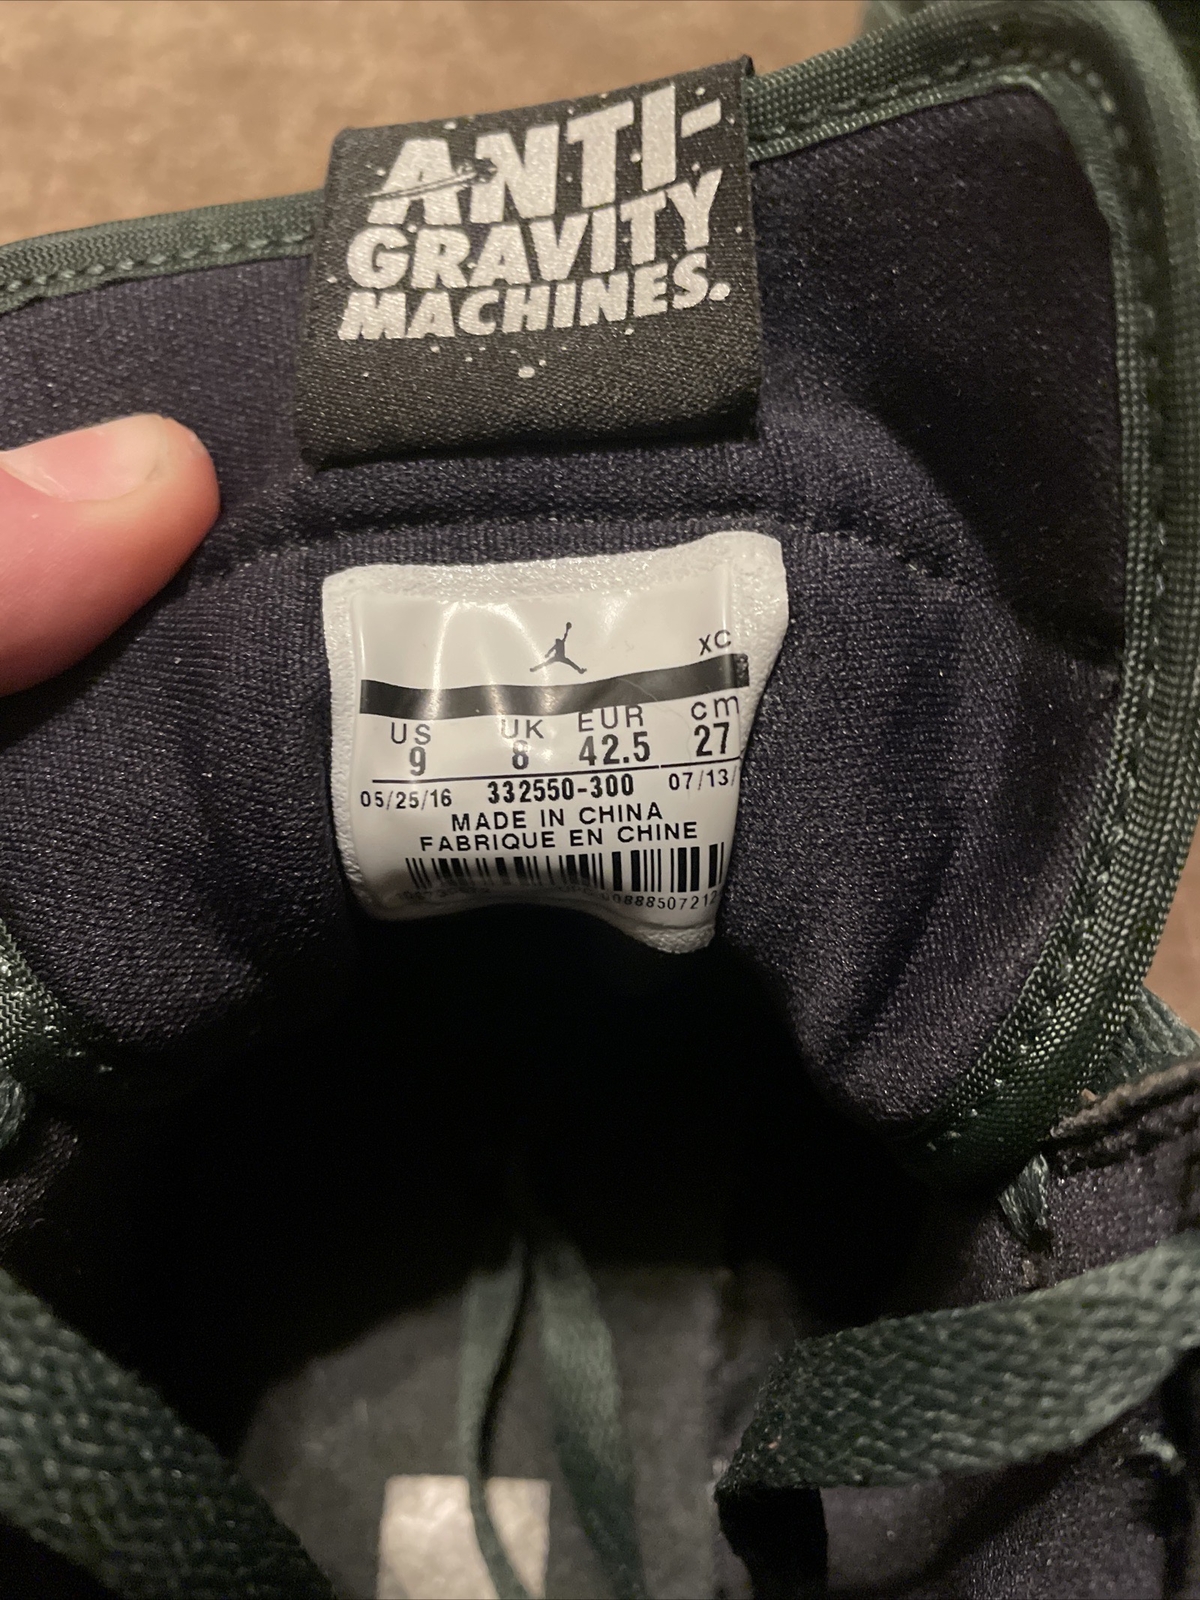 ANTI-
GRAVITY
MACHINES.
XC
US UK EUR cm
9 8 42.5 27
05/25/16 332550-300 07/13/
MADE IN CHINA
FABRIQUE EN CHINE
00888507212